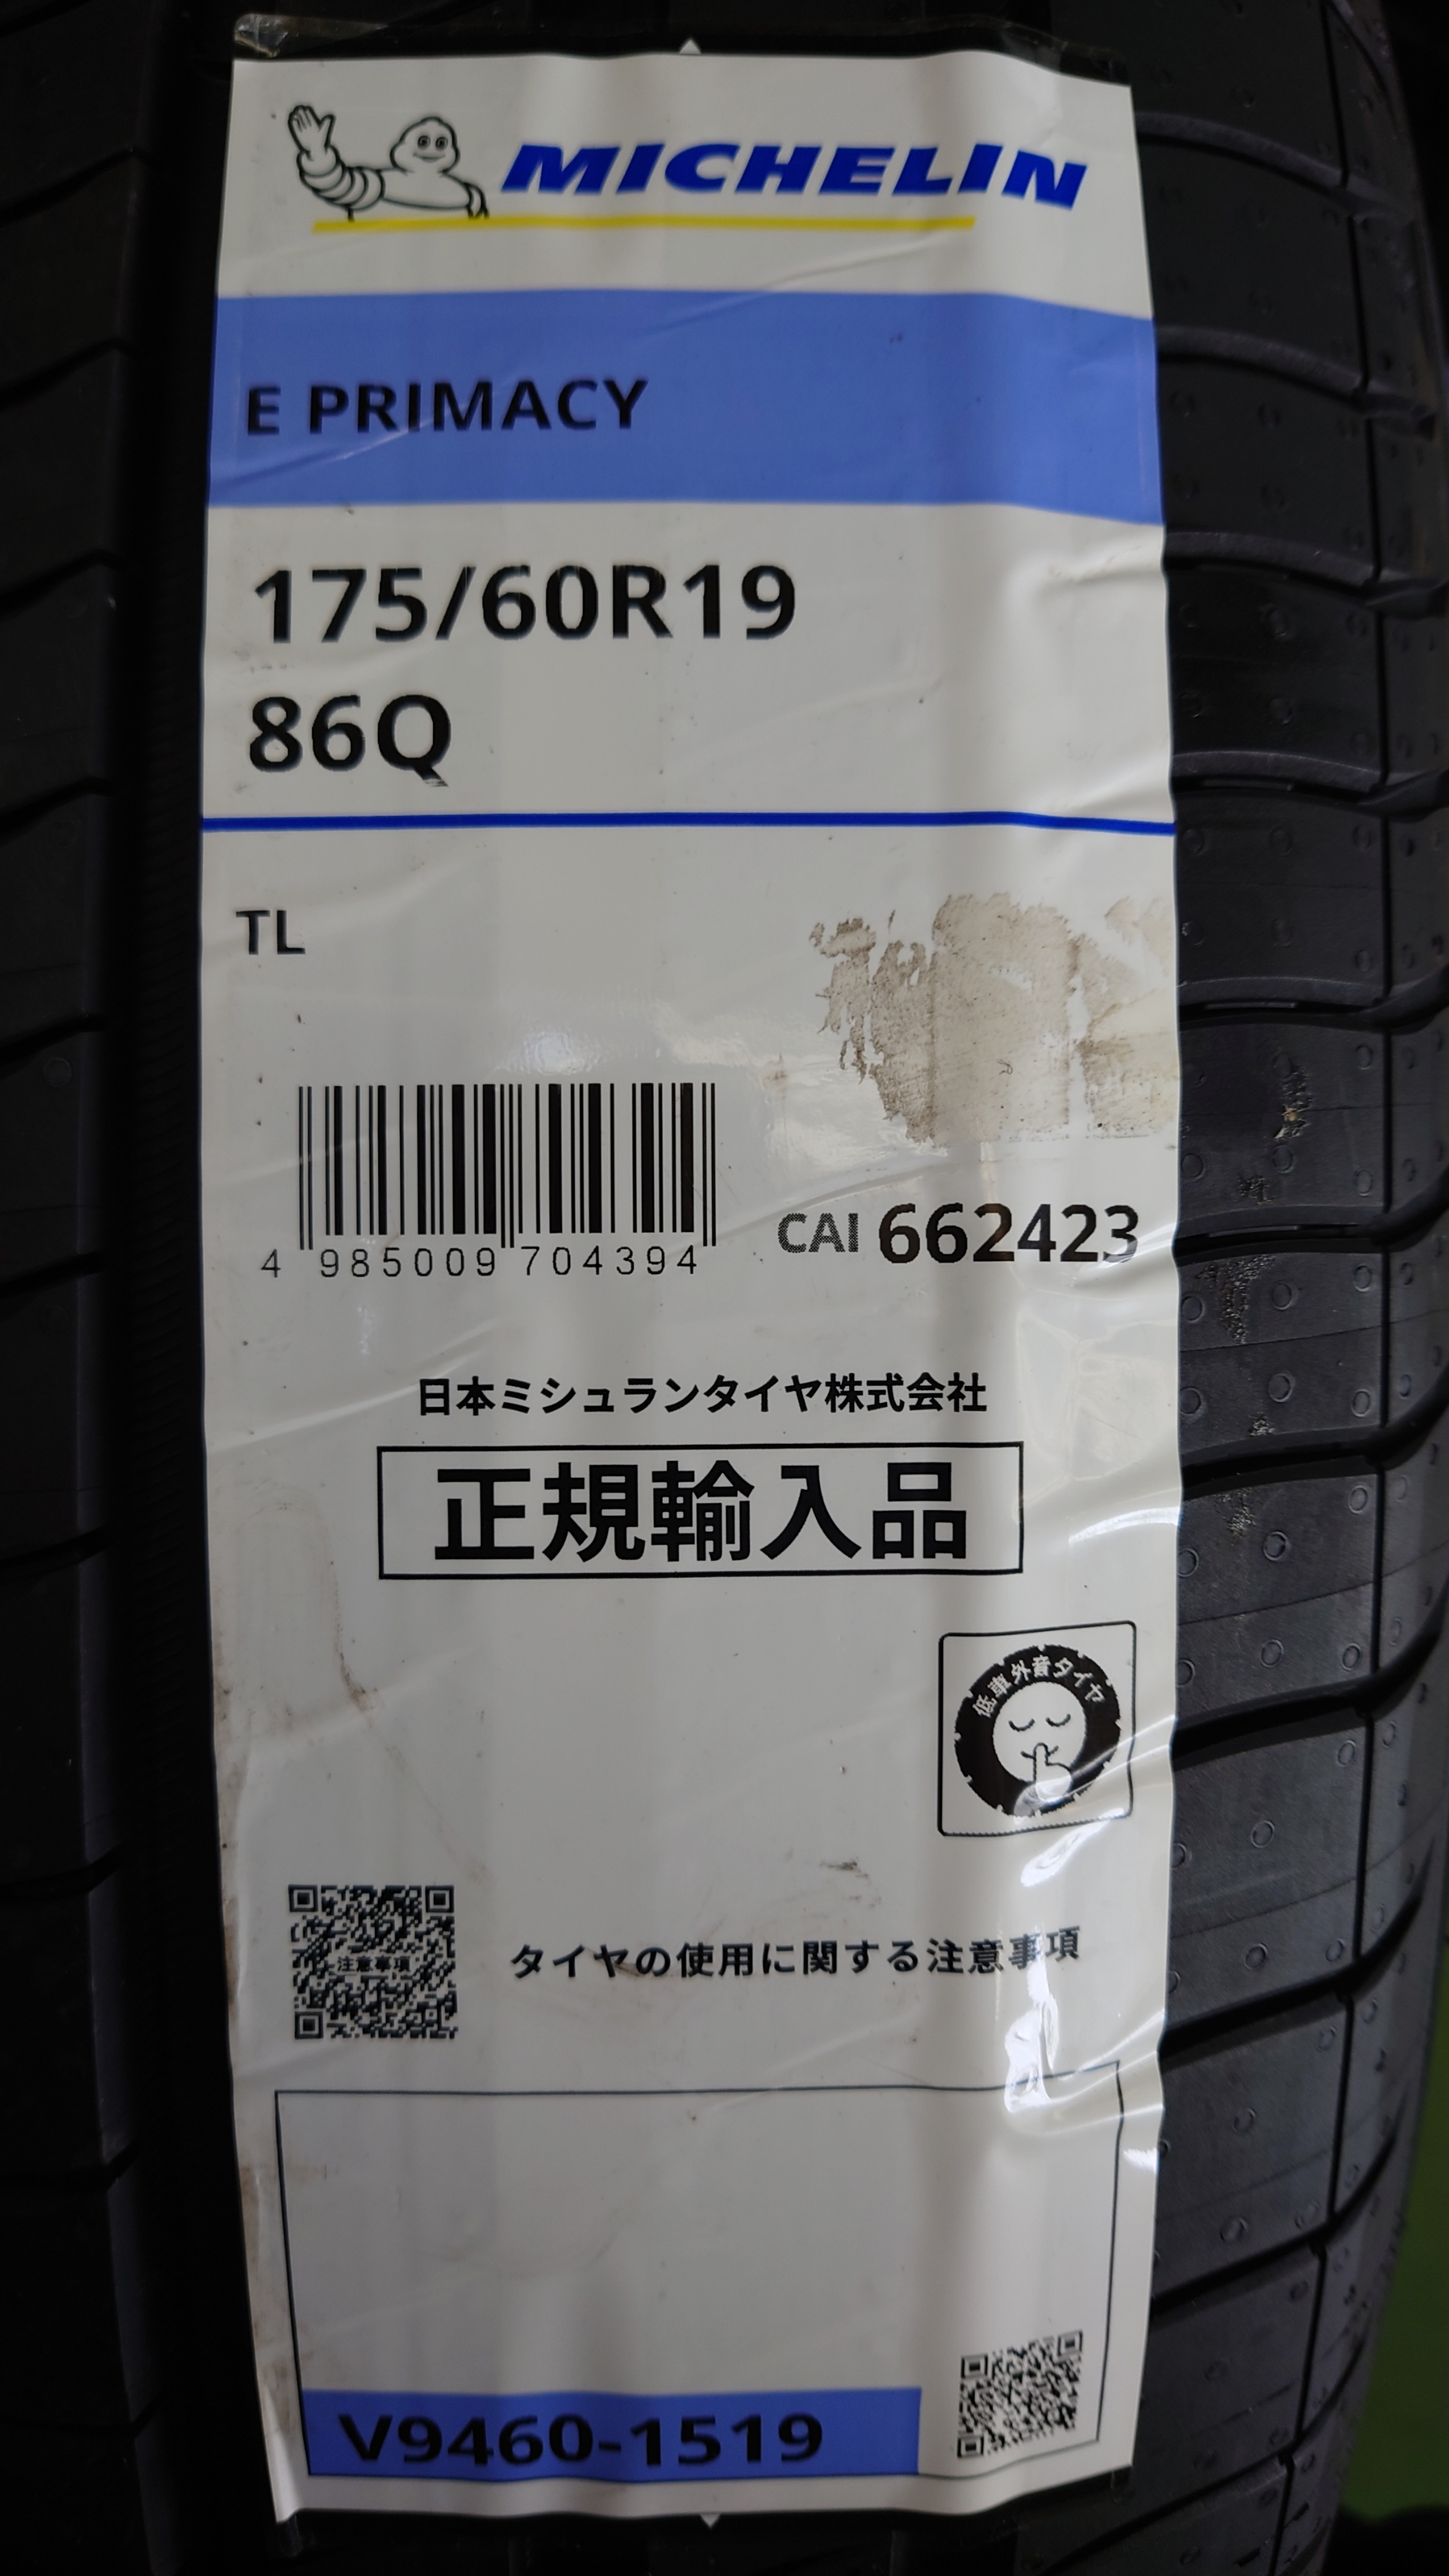 MICHELIN
E PRIMACY
175/60R19
86Q
TL
4 985009 704394
CAI 662423
日本ミシュランタイヤ株式会社
正規輸入品
低車外音タイヤ
注意事項
タイヤの使用に関する注意事項
V9460-1519